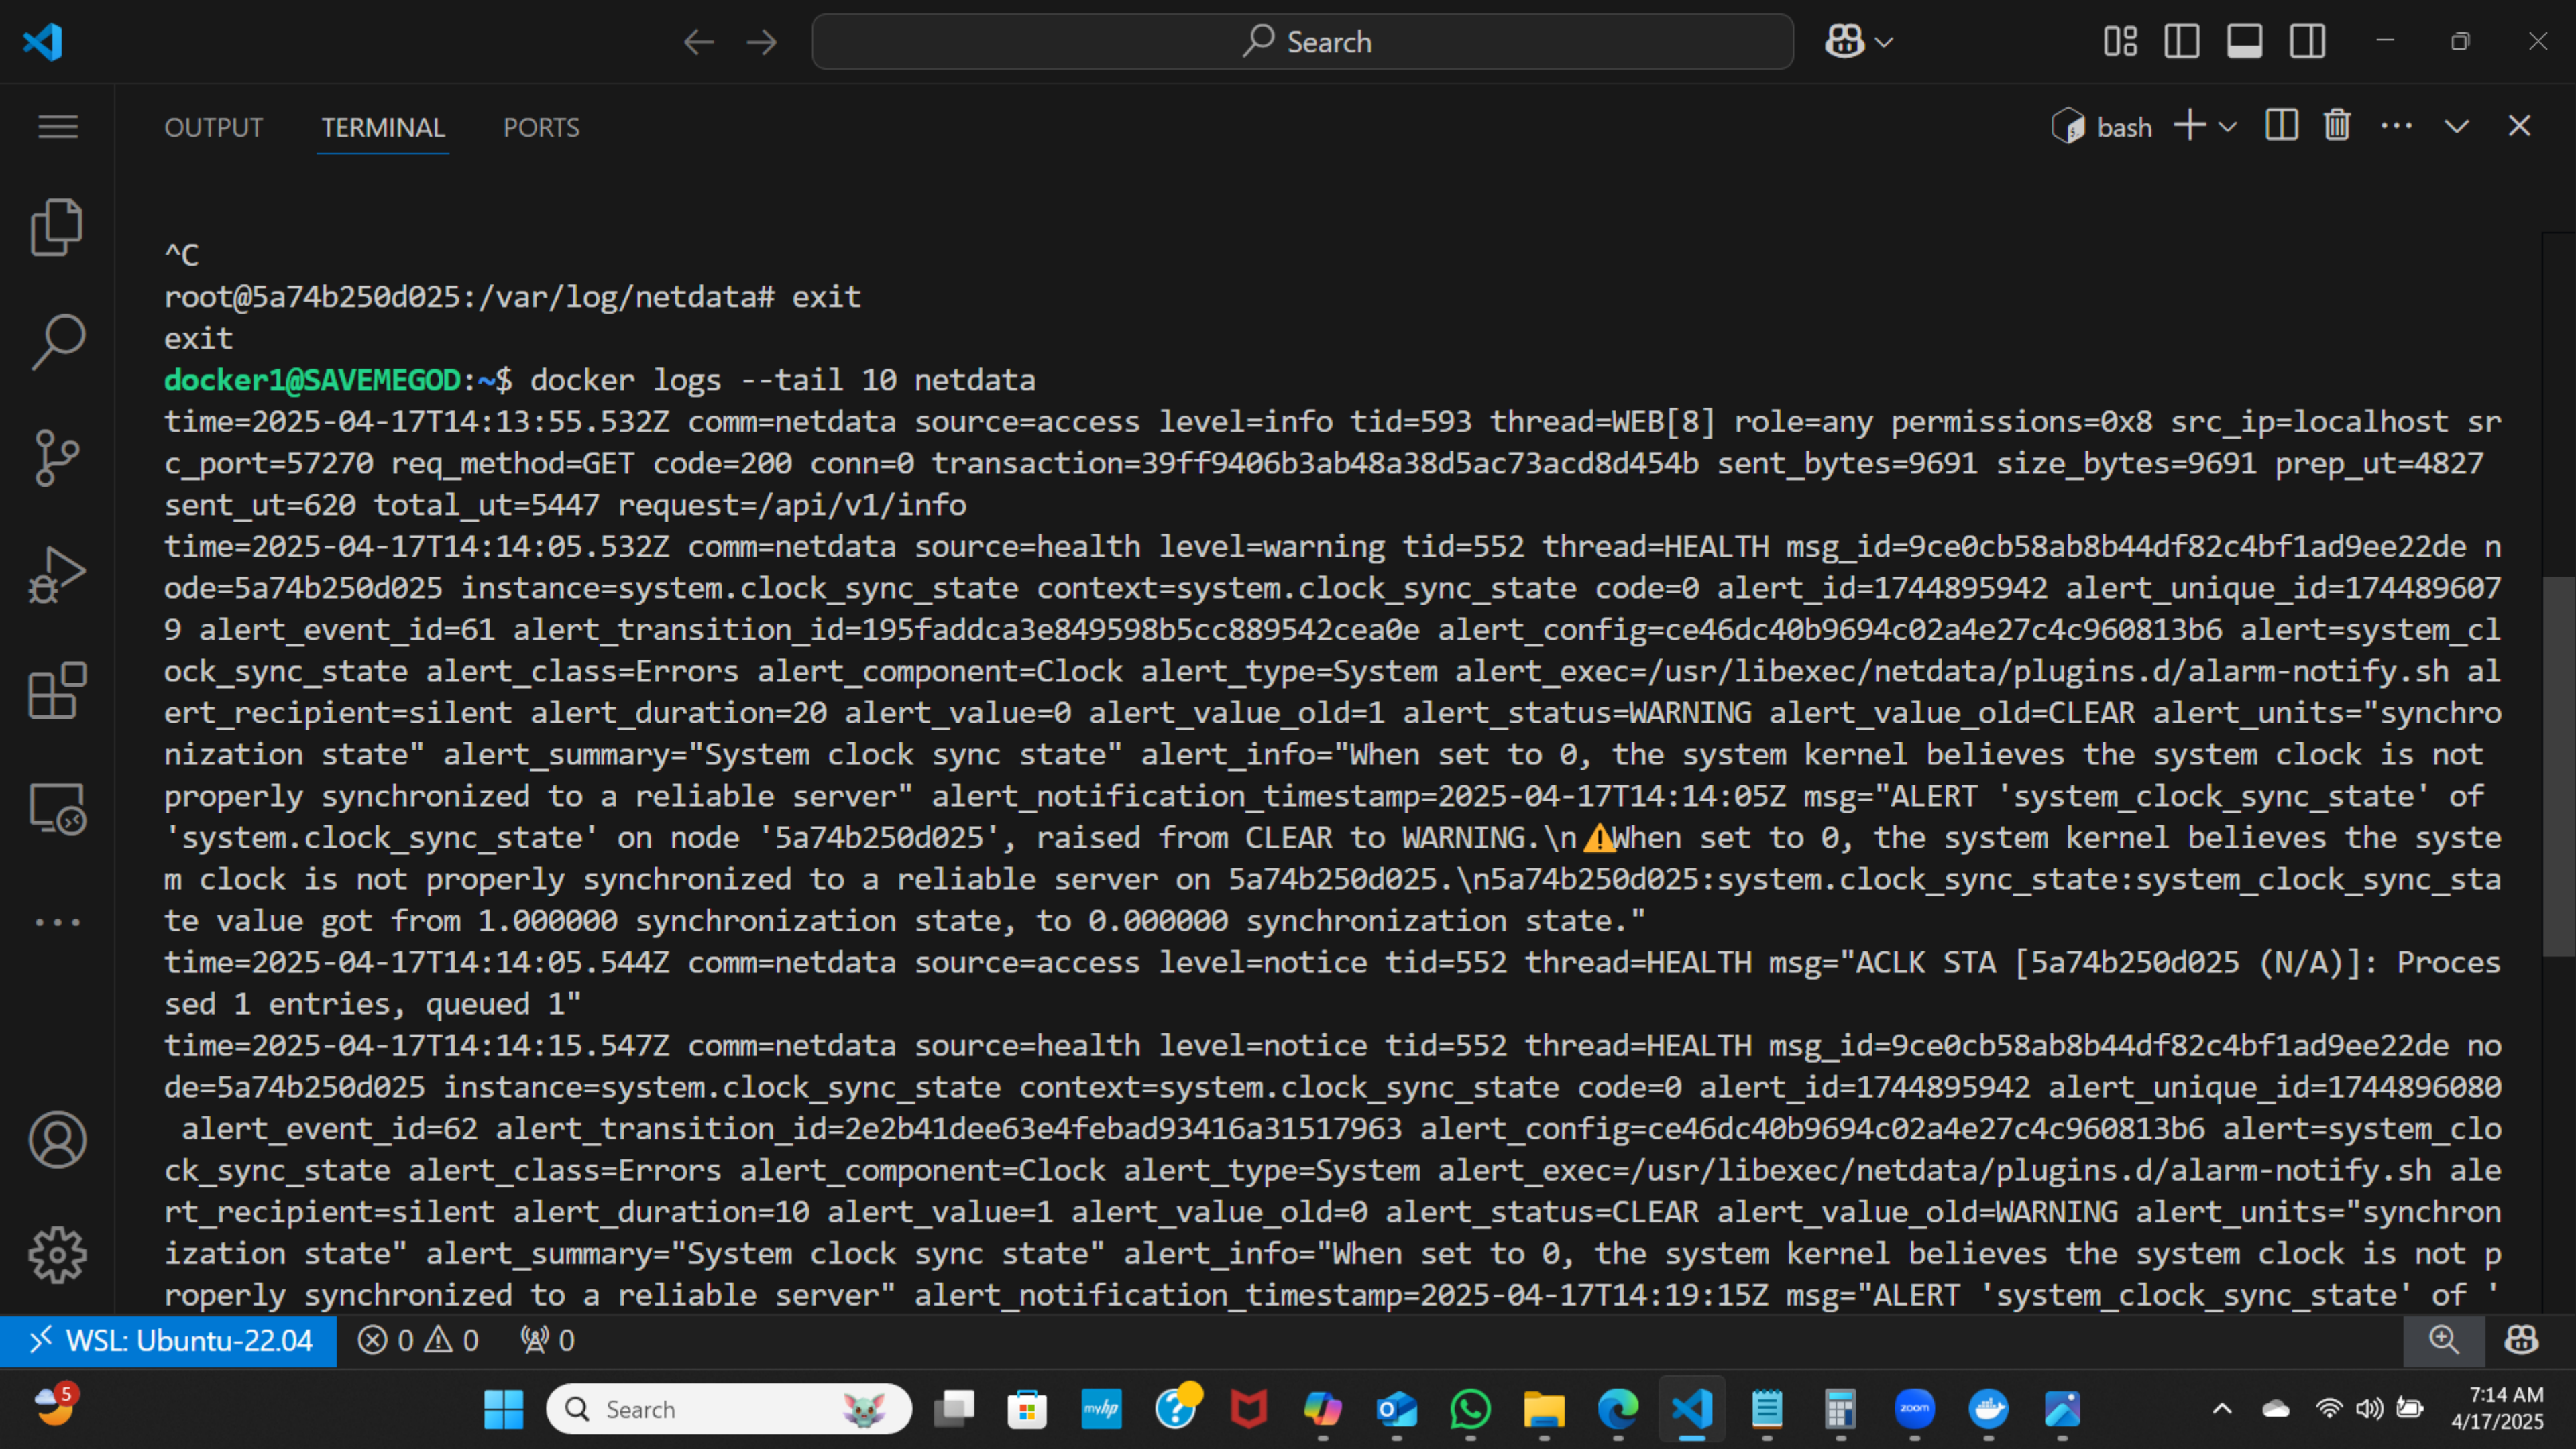 Search
OUTPUT TERMINAL PORTS
bash
^C
root@5a74b250d025:/var/log/netdata# exit
exit
docker1@SAVEMEGOD:~$ docker logs --tail 10 netdata
time=2025-04-17T14:13:55.532Z comm=netdata source=access level=info tid=593 thread=WEB[8] role=any permissions=0x8 src_ip=localhost sr
c_port=57270 req_method=GET code=200 conn=0 transaction=39ff9406b3ab48a38d5ac73acd8d454b sent_bytes=9691 size_bytes=9691 prep_ut=4827
sent_ut=620 total_ut=5447 request=/api/v1/info
time=2025-04-17T14:14:05.532Z comm=netdata source=health level=warning tid=552 thread=HEALTH msg_id=9ce0cb58ab8b44df82c4bf1ad9ee22de n
ode=5a74b250d025 instance=system.clock_sync_state context=system.clock_sync_state code=0 alert_id=1744895942 alert_unique_id=174489607
9 alert_event_id=61 alert_transition_id=195faddca3e849598b5cc889542cea0e alert_config=ce46dc40b9694c02a4e27c4c960813b6 alert=system_cl
ock_sync_state alert_class=Errors alert_component=Clock alert_type=System alert_exec=/usr/libexec/netdata/plugins.d/alarm-notify.sh al
ert_recipient=silent alert_duration=20 alert_value=0 alert_value_old=1 alert_status=WARNING alert_value_old=CLEAR alert_units="synchro
nization state" alert_summary="System clock sync state" alert_info="When set to 0, the system kernel believes the system clock is not
properly synchronized to a reliable server" alert_notification_timestamp=2025-04-17T14:14:05Z msg="ALERT 'system_clock_sync_state' of
'system.clock_sync_state' on node '5a74b250d025', raised from CLEAR to WARNING.\n⚠️When set to 0, the system kernel believes the syste
m clock is not properly synchronized to a reliable server on 5a74b250d025.\n5a74b250d025:system.clock_sync_state:system_clock_sync_sta
te value got from 1.000000 synchronization state, to 0.000000 synchronization state."
time=2025-04-17T14:14:05.544Z comm=netdata source=access level=notice tid=552 thread=HEALTH msg="ACLK STA [5a74b250d025 (N/A)]: Proces
sed 1 entries, queued 1"
time=2025-04-17T14:14:15.547Z comm=netdata source=health level=notice tid=552 thread=HEALTH msg_id=9ce0cb58ab8b44df82c4bf1ad9ee22de no
de=5a74b250d025 instance=system.clock_sync_state context=system.clock_sync_state code=0 alert_id=1744895942 alert_unique_id=1744896080
alert_event_id=62 alert_transition_id=2e2b41dee63e4febad93416a31517963 alert_config=ce46dc40b9694c02a4e27c4c960813b6 alert=system_clo
ck_sync_state alert_class=Errors alert_component=Clock alert_type=System alert_exec=/usr/libexec/netdata/plugins.d/alarm-notify.sh ale
rt_recipient=silent alert_duration=10 alert_value=1 alert_value_old=0 alert_status=CLEAR alert_value_old=WARNING alert_units="synchron
ization state" alert_summary="System clock sync state" alert_info="When set to 0, the system kernel believes the system clock is not p
roperly synchronized to a reliable server" alert_notification_timestamp=2025-04-17T14:19:15Z msg="ALERT 'system_clock_sync_state' of '
WSL: Ubuntu-22.04 0 0 0
5
Search
myhp
zoom
7:14 AM
4/17/2025